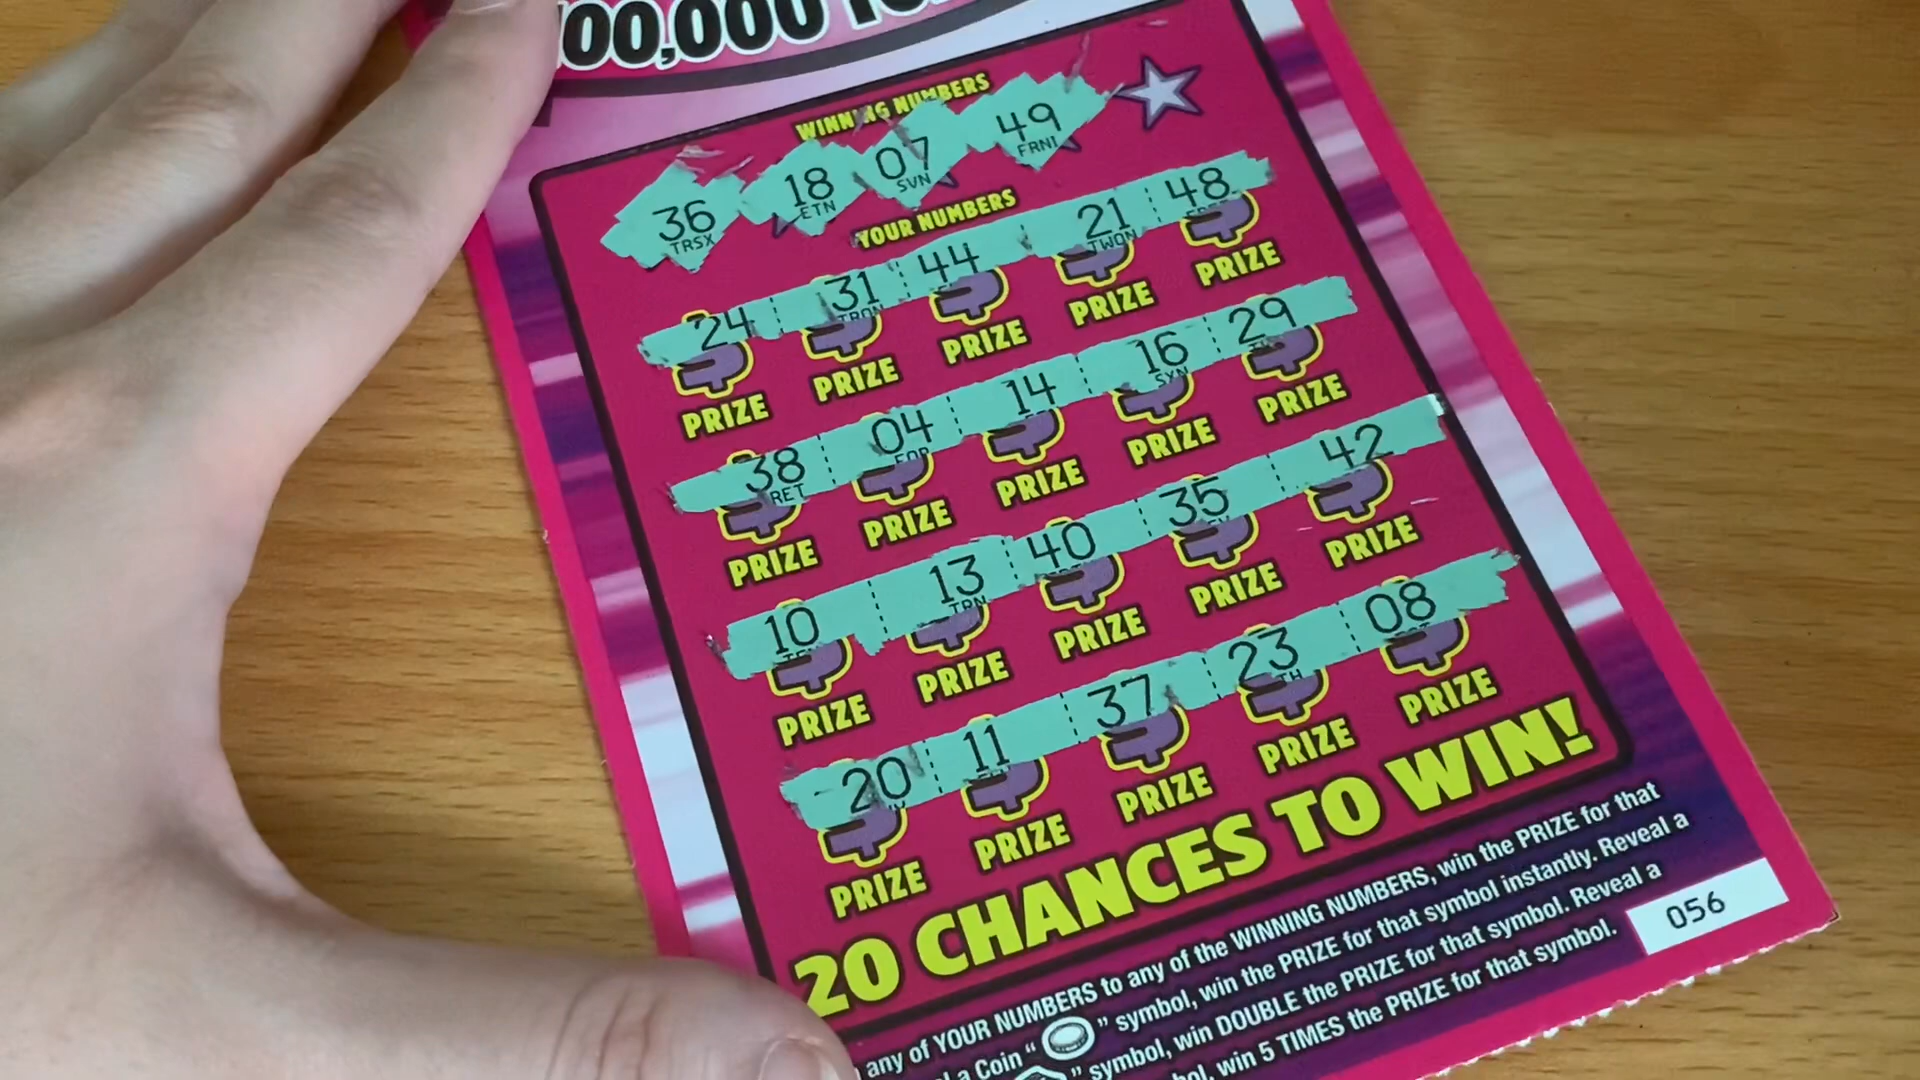 00,000
WINNING NUMBERS
36 18 07 49
TRSX ETN SVN FRNI
YOUR NUMBERS
24 31 44 21 48
TRON TWON
PRIZE PRIZE PRIZE PRIZE PRIZE
38 04 14 16 29
RET FOR SXN
PRIZE PRIZE PRIZE PRIZE PRIZE
10 13 40 35 42
TRN
PRIZE PRIZE PRIZE PRIZE PRIZE
20 11 37 23 08
TH
PRIZE PRIZE PRIZE PRIZE PRIZE
20 CHANCES TO WIN!
any of YOUR NUMBERS to any of the WINNING NUMBERS, win the PRIZE for that
a Coin “ ” symbol, win the PRIZE for that symbol instantly. Reveal a
” symbol, win DOUBLE the PRIZE for that symbol. Reveal a
win 5 TIMES the PRIZE for that symbol.
056